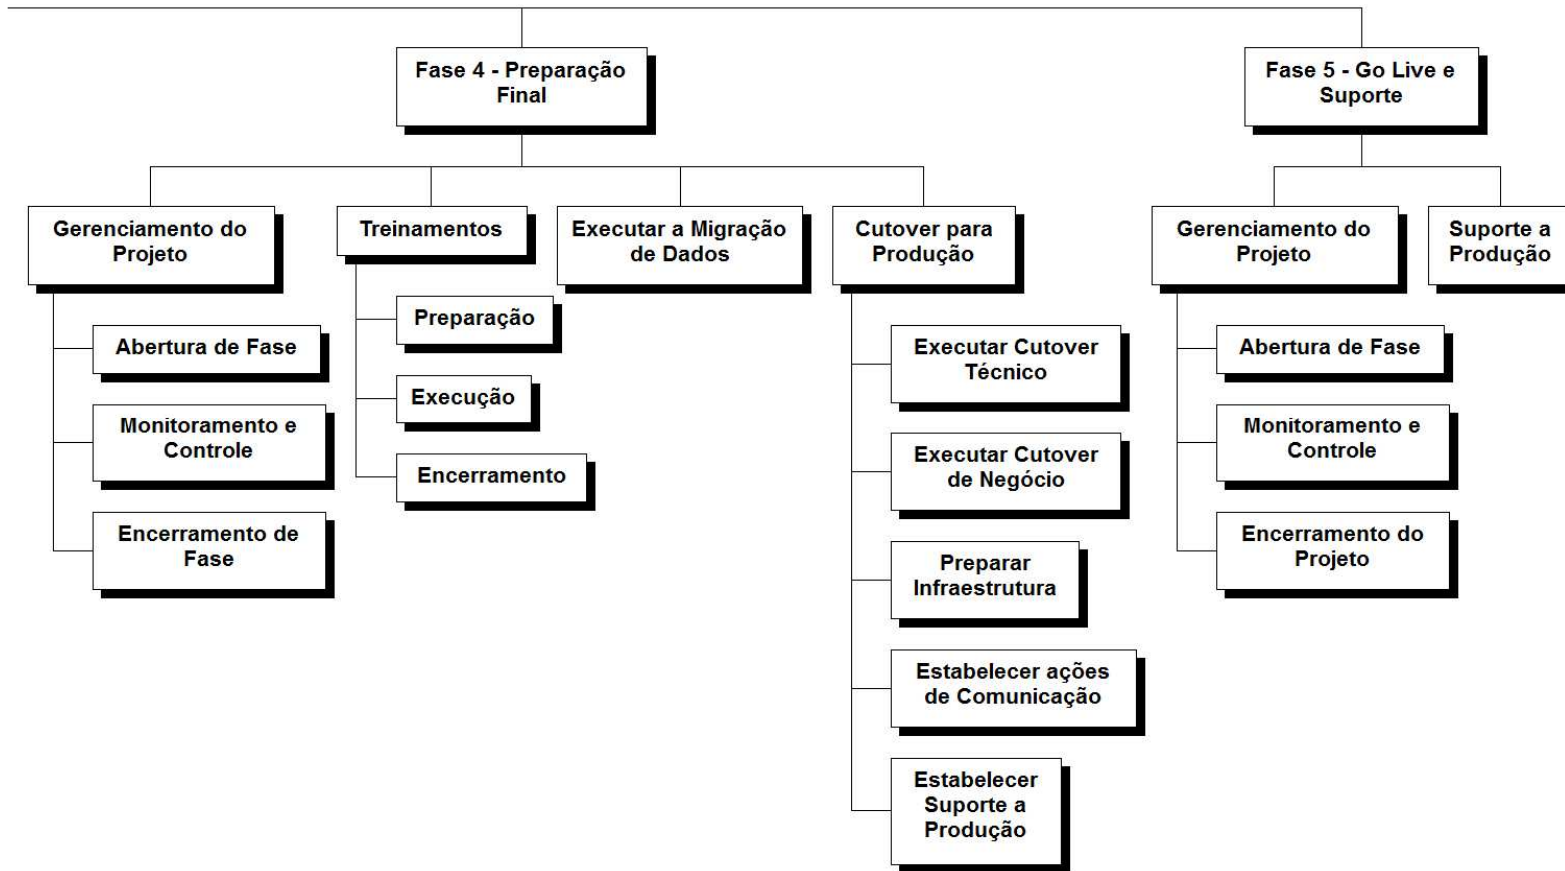 Fase 4 - Preparação
Final
Fase 5 - Go Live e
Suporte
Gerenciamento do
Projeto
Treinamentos
Executar a Migração
de Dados
Cutover para
Produção
Gerenciamento do
Projeto
Suporte a
Produção
Abertura de Fase
Monitoramento e
Controle
Encerramento de
Fase
Preparação
Execução
Encerramento
Executar Cutover
Técnico
Executar Cutover
de Negócio
Preparar
Infraestrutura
Estabelecer ações
de Comunicação
Estabelecer
Suporte a
Produção
Abertura de Fase
Monitoramento e
Controle
Encerramento do
Projeto